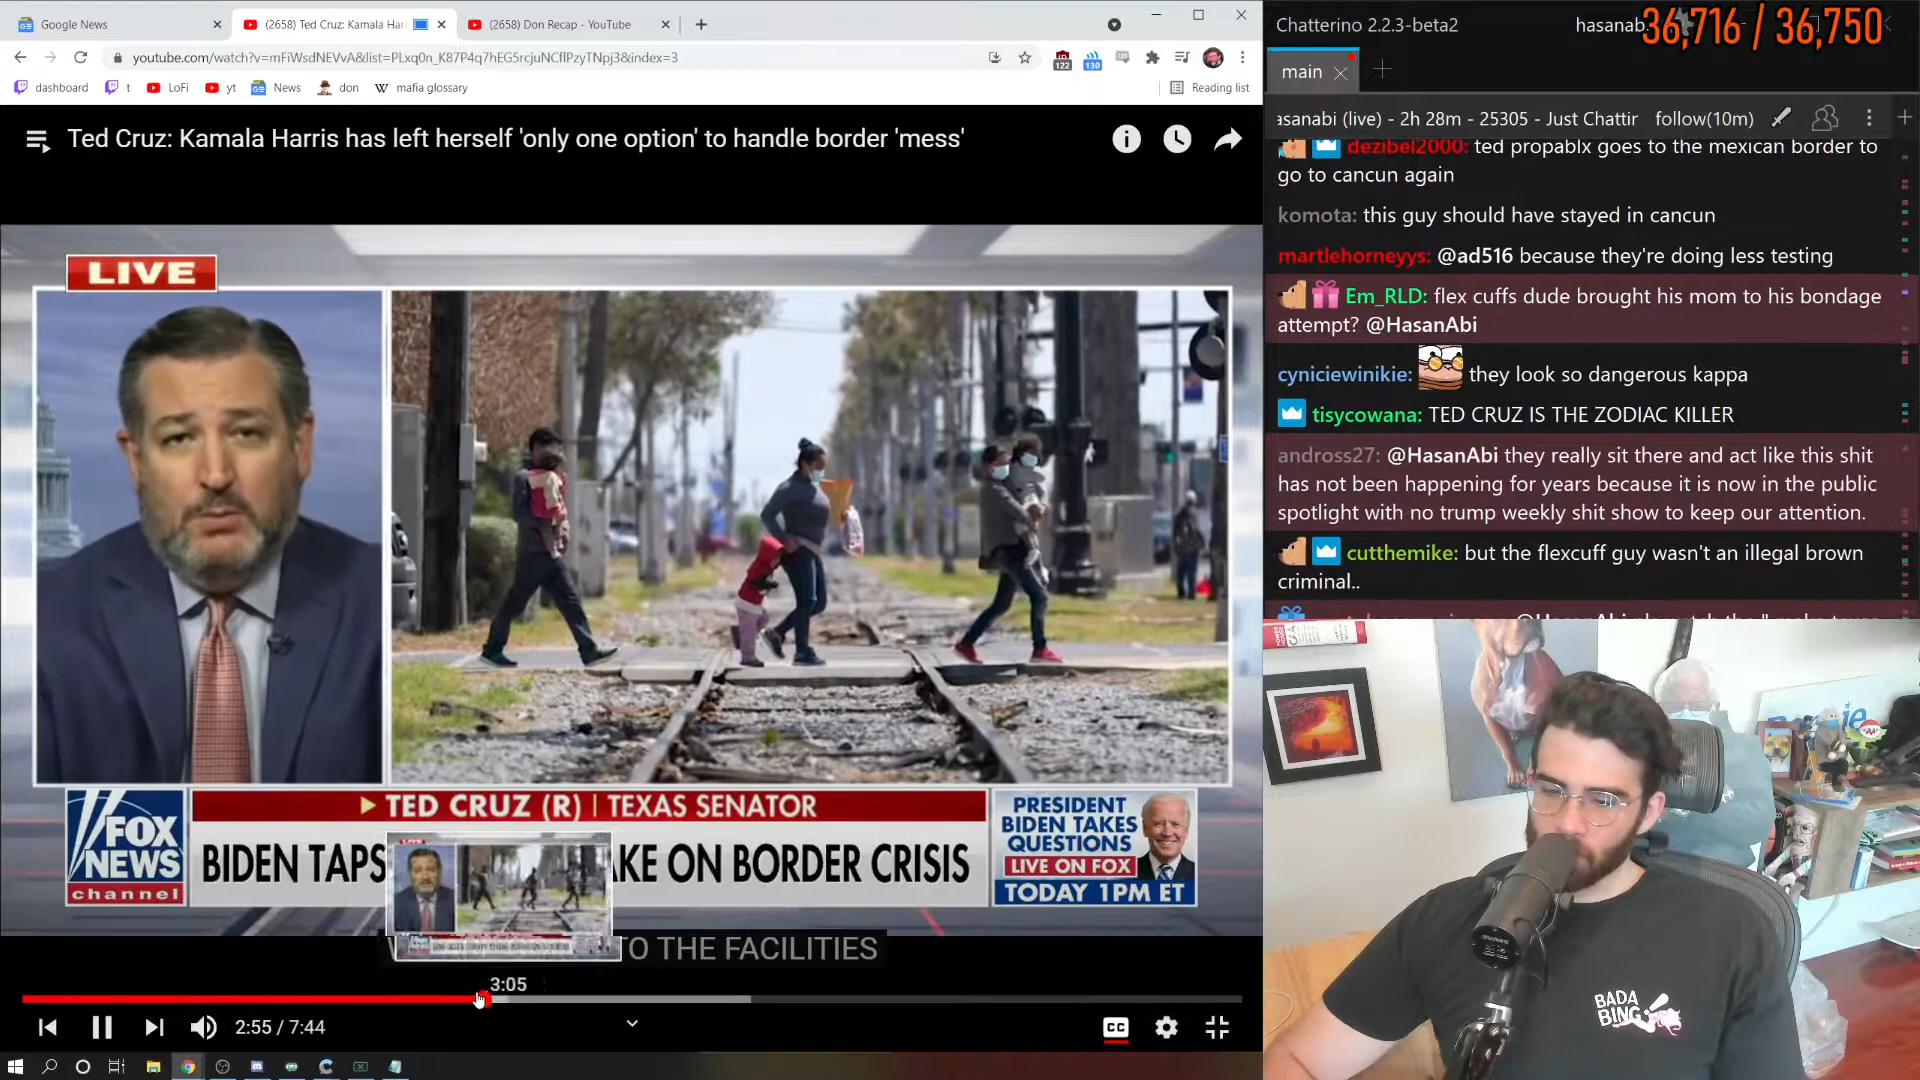 Google News
(2658) Ted Cruz: Kamala Har
(2658) Don Recap - YouTube
youtube.com/watch?v=mFiWsdNEVvA&list=PLxq0n_K87P4q7hEG5rcjuNCflPzyTNpj3&index=3
122
130
dashboard
t
LoFi
yt
News
don
mafia glossary
Reading list
Ted Cruz: Kamala Harris has left herself 'only one option' to handle border 'mess'
LIVE
FOX
NEWS
channel
TED CRUZ (R) | TEXAS SENATOR
BIDEN TAPS
KE ON BORDER CRISIS
PRESIDENT
BIDEN TAKES
QUESTIONS
LIVE ON FOX
TODAY 1PM ET
O THE FACILITIES
3:05
2:55 / 7:44
CC
Chatterino 2.2.3-beta2
hasanab
36,716 / 36,750
main
asanabi (live) - 2h 28m - 25305 - Just Chattir
follow(10m)
dezibel2000: ted propablx goes to the mexican border to
go to cancun again
komota: this guy should have stayed in cancun
martlehorneyys: @ad516 because they're doing less testing
Em_RLD: flex cuffs dude brought his mom to his bondage
attempt? @HasanAbi
cyniciewinikie: they look so dangerous kappa
tisycowana: TED CRUZ IS THE ZODIAC KILLER
andross27: @HasanAbi they really sit there and act like this shit
has not been happening for years because it is now in the public
spotlight with no trump weekly shit show to keep our attention.
cutthemike: but the flexcuff guy wasn't an illegal brown
criminal..
BADA
BING